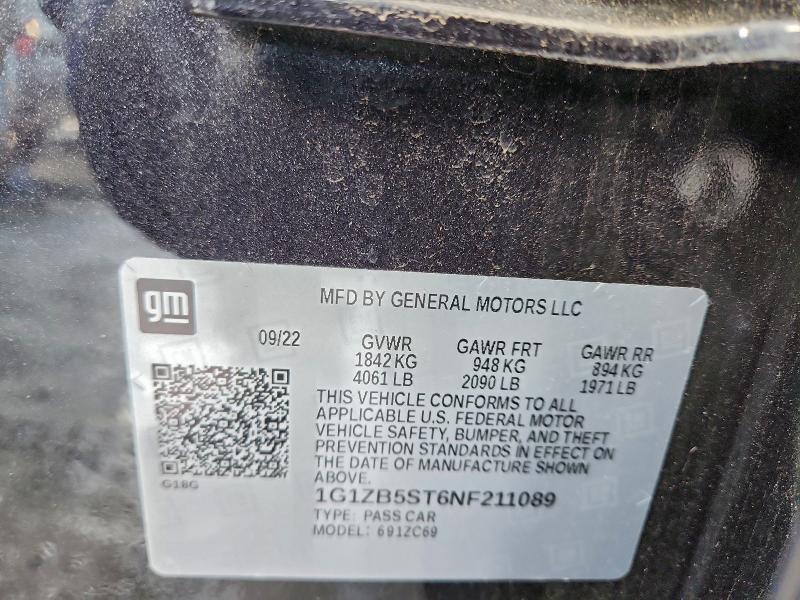 gm
MFD BY GENERAL MOTORS LLC
09/22
GVWR GAWR FRT GAWR RR
1842 KG 948 KG 894 KG
4061 LB 2090 LB 1971 LB
THIS VEHICLE CONFORMS TO ALL
APPLICABLE U.S. FEDERAL MOTOR
VEHICLE SAFETY, BUMPER, AND THEFT
PREVENTION STANDARDS IN EFFECT ON
THE DATE OF MANUFACTURE SHOWN
ABOVE.
G18G
1G1ZB5ST6NF211089
TYPE: PASS CAR
MODEL: 691ZC69